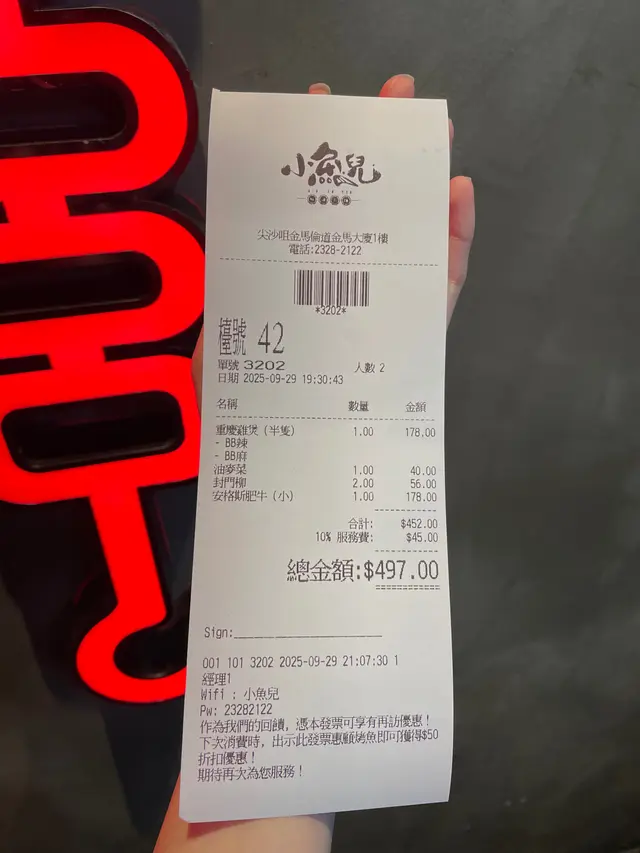 小魚兒
尖沙咀金馬倫道金馬大廈1樓
電話:2328-2122
*3202*
檯號 42
單號 3202 人數 2
日期 2025-09-29 19:30:43
名稱 數量 金額
重慶雞煲 (半隻) 1.00 178.00
- BB辣
- BB麻
油麥菜 1.00 40.00
封門柳 2.00 56.00
安格斯肥牛 (小) 1.00 178.00
合計: $452.00
10% 服務費: $45.00
總金額:$497.00
Sign:
001 101 3202 2025-09-29 21:07:30 1
經理1
Wifi : 小魚兒
Pw: 23282122
作為我們的回饋, 憑本發票可享有再訪優惠!
下次消費時, 出示此發票惠顧烤魚即可獲得$50
折扣優惠!
期待再次為您服務!